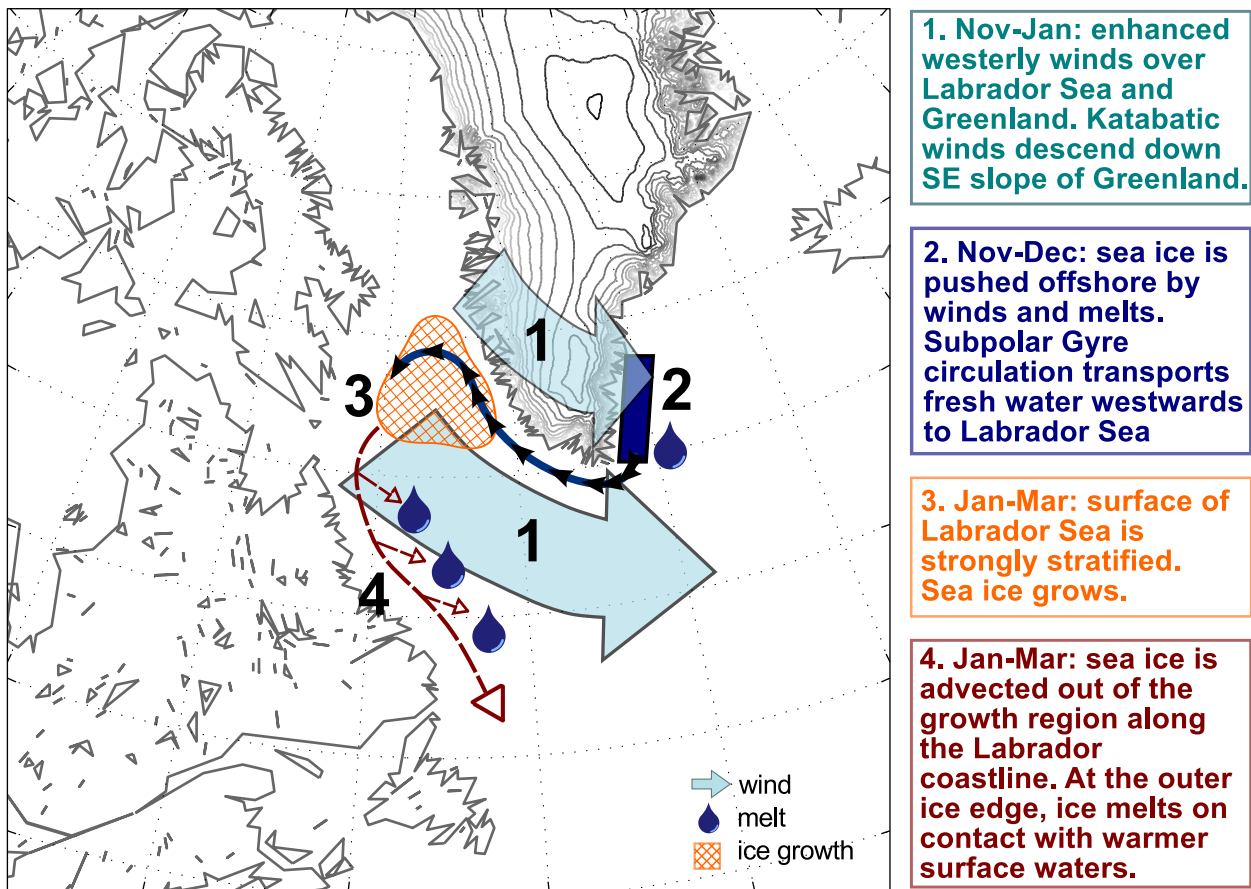 1. Nov-Jan: enhanced
westerly winds over
Labrador Sea and
Greenland. Katabatic
winds descend down
SE slope of Greenland.
2. Nov-Dec: sea ice is
pushed offshore by
winds and melts.
Subpolar Gyre
circulation transports
fresh water westwards
to Labrador Sea
3. Jan-Mar: surface of
Labrador Sea is
strongly stratified.
Sea ice grows.
4. Jan-Mar: sea ice is
advected out of the
growth region along
the Labrador
coastline. At the outer
ice edge, ice melts on
contact with warmer
surface waters.
1
2
3
1
4
wind
melt
ice growth